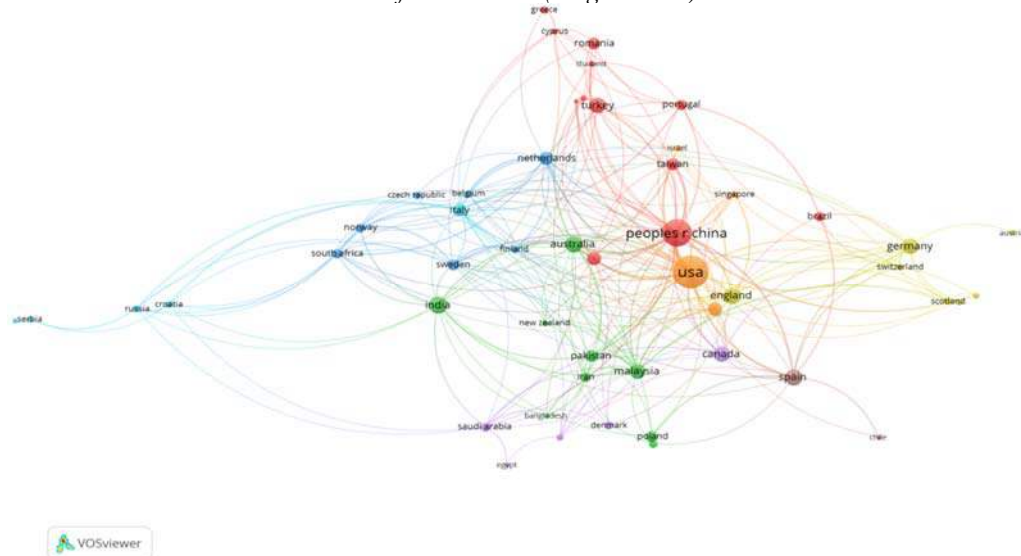 greece
cyprus
romania
turkey
portugal
israel
taiwan
netherlands
czech republic
belgium
singapore
italy
brazil
norway
peoples r china
south africa
finland
australia
germany
sweden
switzerland
usa
england
india
scotland
russia
croatia
serbia
new zealand
pakistan
canada
malaysia
iran
spain
bangladesh
saudi arabia
denmark
poland
egypt
VOSviewer